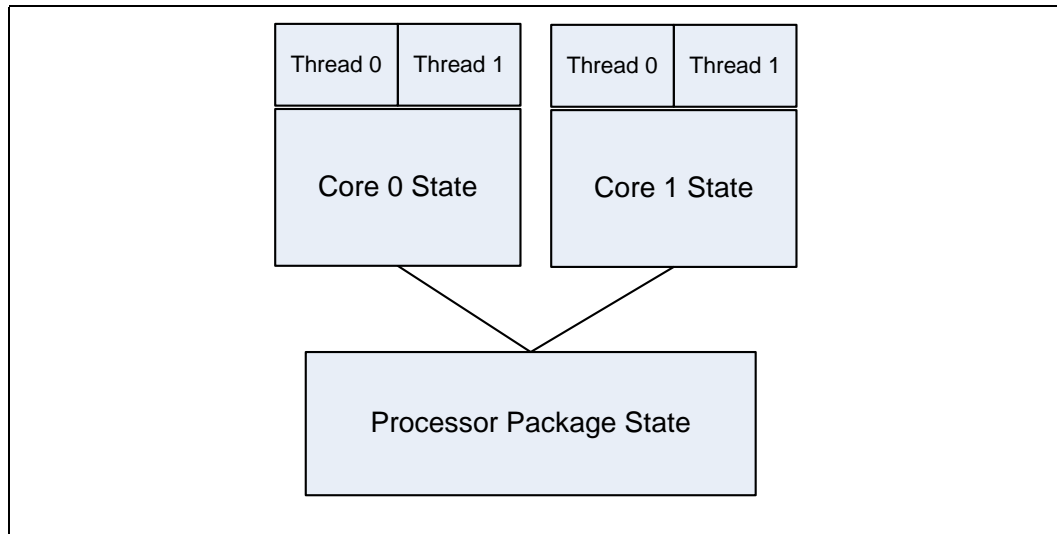 Thread 0 Thread 1 Thread 0 Thread 1
Core 0 State Core 1 State
Processor Package State